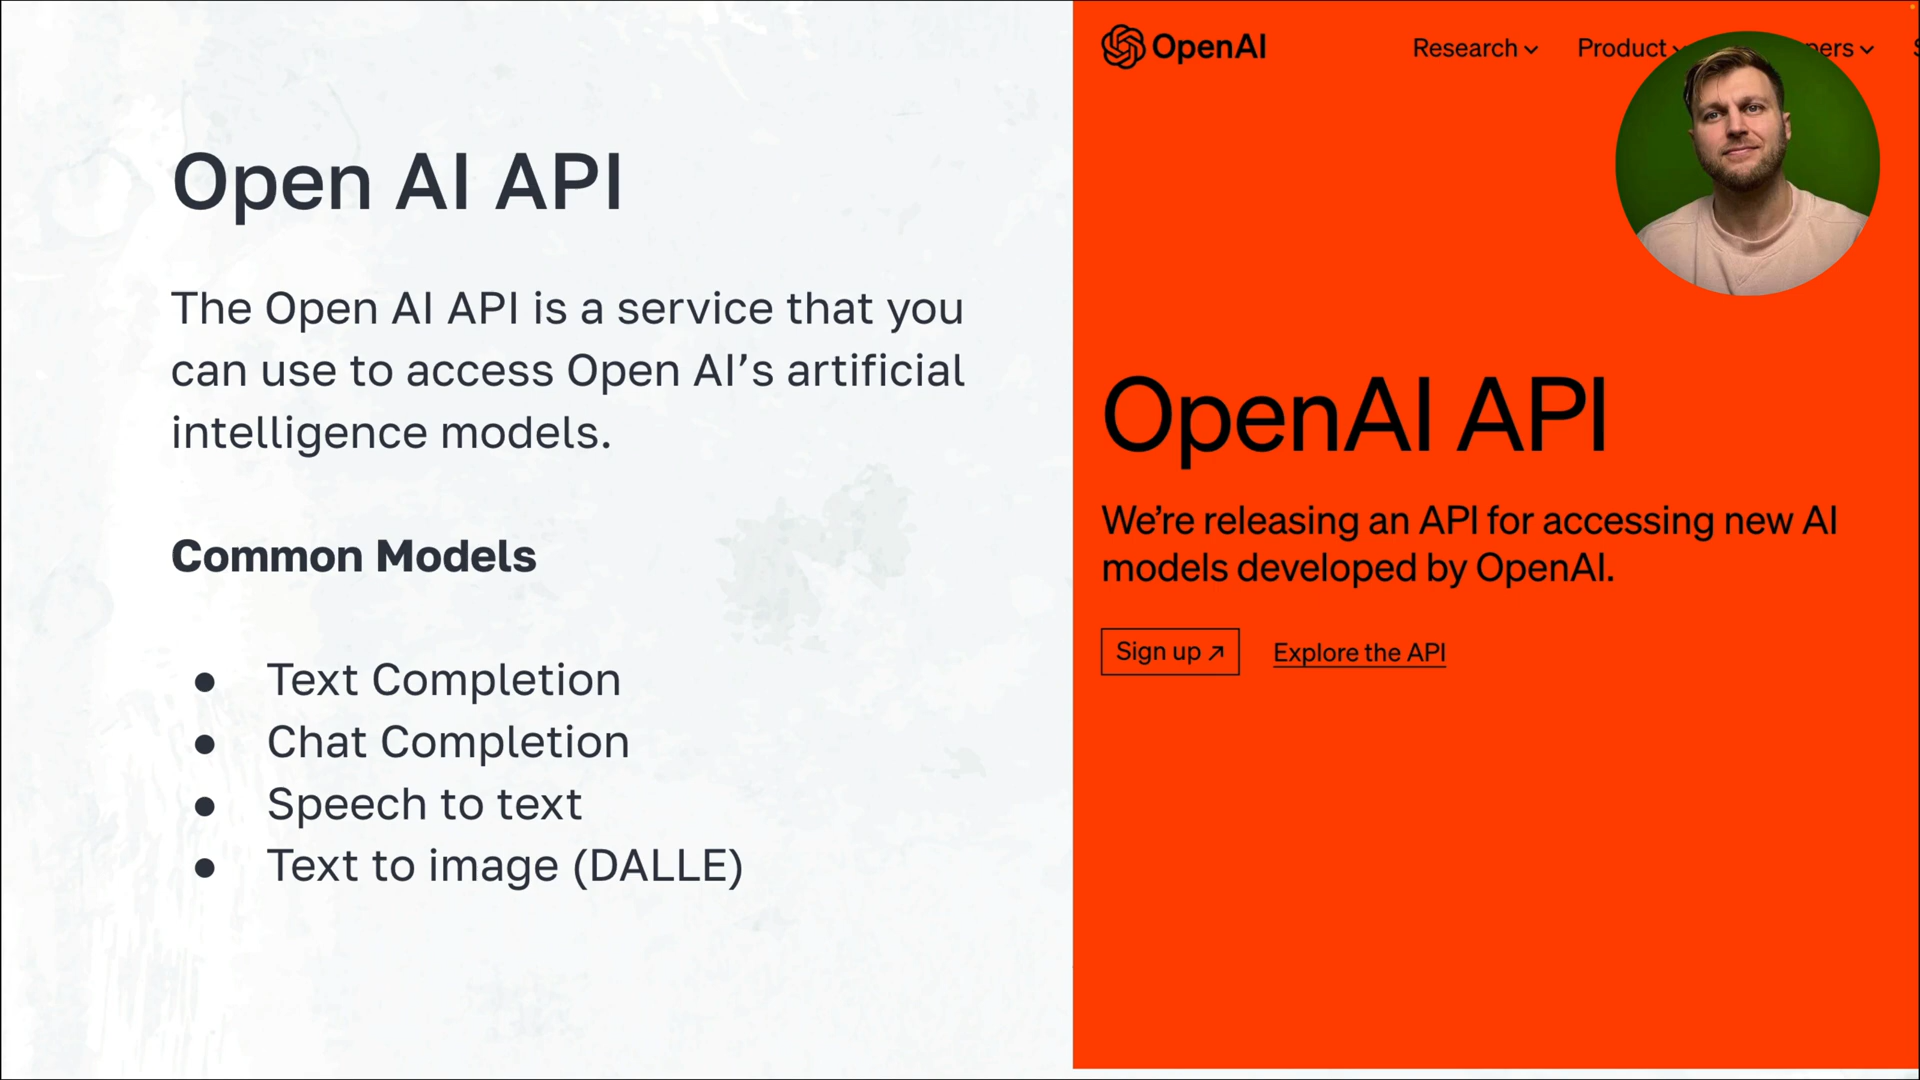 Open AI API
The Open AI API is a service that you
can use to access Open AI’s artificial
intelligence models.
Common Models
● Text Completion
● Chat Completion
● Speech to text
● Text to image (DALLE)
OpenAI
Research Product
OpenAI API
We’re releasing an API for accessing new AI
models developed by OpenAI.
Sign up ↗ Explore the API